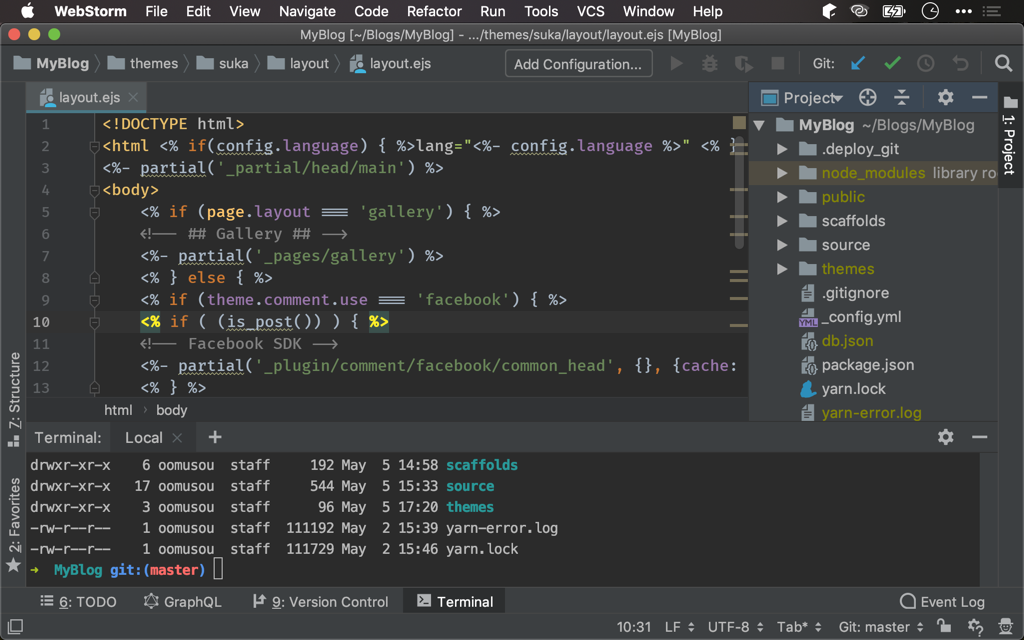 WebStorm File Edit View Navigate Code Refactor Run Tools VCS Window Help
MyBlog [~/Blogs/MyBlog] - .../themes/suka/layout/layout.ejs [MyBlog]
MyBlog themes suka layout layout.ejs Add Configuration... Git:
layout.ejs
1 <!DOCTYPE html>
2 <html <% if(config.language) { %>lang="<%- config.language %>" <% }
3 <%- partial('_partial/head/main') %>
4 <body>
5 <% if (page.layout === 'gallery') { %>
6 <!-- ## Gallery ## -->
7 <%- partial('_pages/gallery') %>
8 <% } else { %>
9 <% if (theme.comment.use === 'facebook') { %>
10 <% if ( (is_post()) ) { %>
11 <!-- Facebook SDK -->
12 <%- partial('_plugin/comment/facebook/common_head', {}, {cache:
13 <% } %>
html › body
Project
MyBlog ~/Blogs/MyBlog
.deploy_git
node_modules library ro
public
scaffolds
source
themes
.gitignore
YML _config.yml
db.json
package.json
yarn.lock
yarn-error.log
1: Project
Z: Structure
2: Favorites
Terminal: Local
drwxr-xr-x 6 oomusou staff 192 May 5 14:58 scaffolds
drwxr-xr-x 17 oomusou staff 544 May 5 15:33 source
drwxr-xr-x 3 oomusou staff 96 May 5 17:20 themes
-rw-r--r-- 1 oomusou staff 111192 May 2 15:39 yarn-error.log
-rw-r--r-- 1 oomusou staff 111729 May 2 15:46 yarn.lock
→ MyBlog git:(master)
6: TODO GraphQL 9: Version Control Terminal Event Log
10:31 LF UTF-8 Tab* Git: master